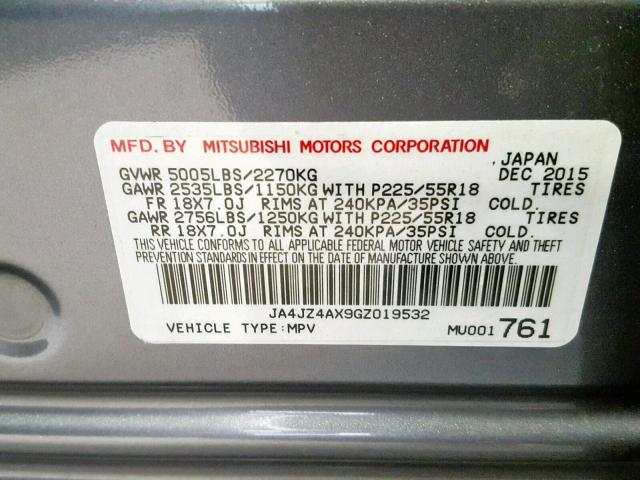 MFD.BY MITSUBISHI MOTORS CORPORATION
, JAPAN
GVWR 5005LBS/2270KG DEC 2015
GAWR 2535LBS/1150KG WITH P225/55R18 TIRES
FR 18X7.0J RIMS AT 240KPA/35PSI COLD.
GAWR 2756LBS/1250KG WITH P225/55R18 TIRES
RR 18X7.0J RIMS AT 240KPA/35PSI COLD.
THIS VEHICLE CONFORMS TO ALL APPLICABLE FEDERAL MOTOR VEHICLE SAFETY AND THEFT
PREVENTION STANDARDS IN EFFECT ON THE DATE OF MANUFACTURE SHOWN ABOVE.
JA4JZ4AX9GZ019532
VEHICLE TYPE:MPV MU001761